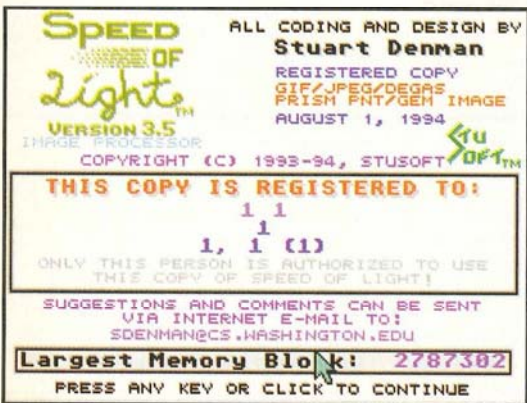 SPEED
OF
Light TM
VERSION 3.5
IMAGE PROCESSOR
ALL CODING AND DESIGN BY
Stuart Denman
REGISTERED COPY
GIF/JPEG/DEGAS
PRISM PNT/GEM IMAGE
AUGUST 1, 1994
STU
SOFT TM
COPYRIGHT (C) 1993-94, STUSOFT
THIS COPY IS REGISTERED TO:
1 1
1
1, 1 (1)
ONLY THIS PERSON IS AUTHORIZED TO USE
THIS COPY OF SPEED OF LIGHT!
SUGGESTIONS AND COMMENTS CAN BE SENT
VIA INTERNET E-MAIL TO:
SDENMAN@CS.WASHINGTON.EDU
Largest Memory Block: 2787302
PRESS ANY KEY OR CLICK TO CONTINUE